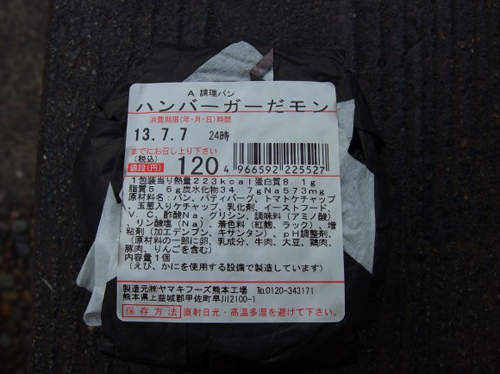 A 調理パン
ハンバーガーだモン
消費期限(年・月・日)時間
13.7.7 24時
までにお召し上り下さい
(税込)
値段(円) 120
4 966592 225527
1包装当り熱量223kcal蛋白質8.1g
脂質5.6g炭水化物34.7gNa573mg
原材料名:パン、パティバーグ、トマトケチャップ
、玉葱入りケチャップ、乳化剤、イーストフード、
V.C、酢酸Na、グリシン、調味料(アミノ酸)
、リン酸塩(Na)、着色料(紅麹、ラック)、増
粘剤(加工デンプン、キサンタン)、pH調整剤、
(原材料の一部に卵、乳成分、牛肉、大豆、鶏肉、
豚肉、りんごを含む)
内容量1個
(えび、かにを使用する設備で製造しています)
製造元㈱ヤマキフーズ熊本工場 TEL0120-343171
熊本県上益城郡甲佐町早川2100-1
保存方法 直射日光・高温多湿を避けて下さい。